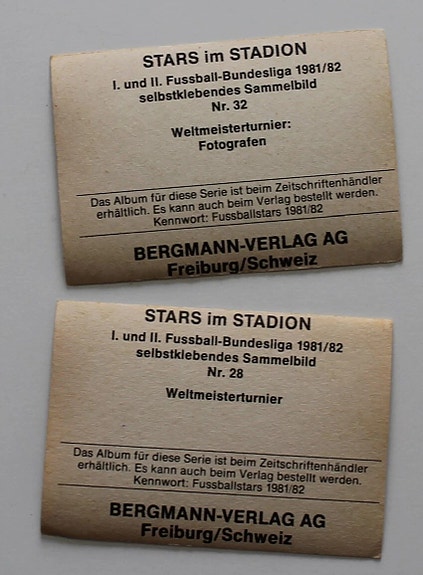 STARS im STADION
I. und II. Fussball-Bundesliga 1981/82
selbstklebendes Sammelbild
Nr. 32
Weltmeisterturnier:
Fotografen
Das Album für diese Serie ist beim Zeitschriftenhändler
erhältlich. Es kann auch beim Verlag bestellt werden.
Kennwort: Fussballstars 1981/82
BERGMANN-VERLAG AG
Freiburg/Schweiz
STARS im STADION
I. und II. Fussball-Bundesliga 1981/82
selbstklebendes Sammelbild
Nr. 28
Weltmeisterturnier
Das Album für diese Serie ist beim Zeitschriftenhändler
erhältlich. Es kann auch beim Verlag bestellt werden.
Kennwort: Fussballstars 1981/82
BERGMANN-VERLAG AG
Freiburg/Schweiz